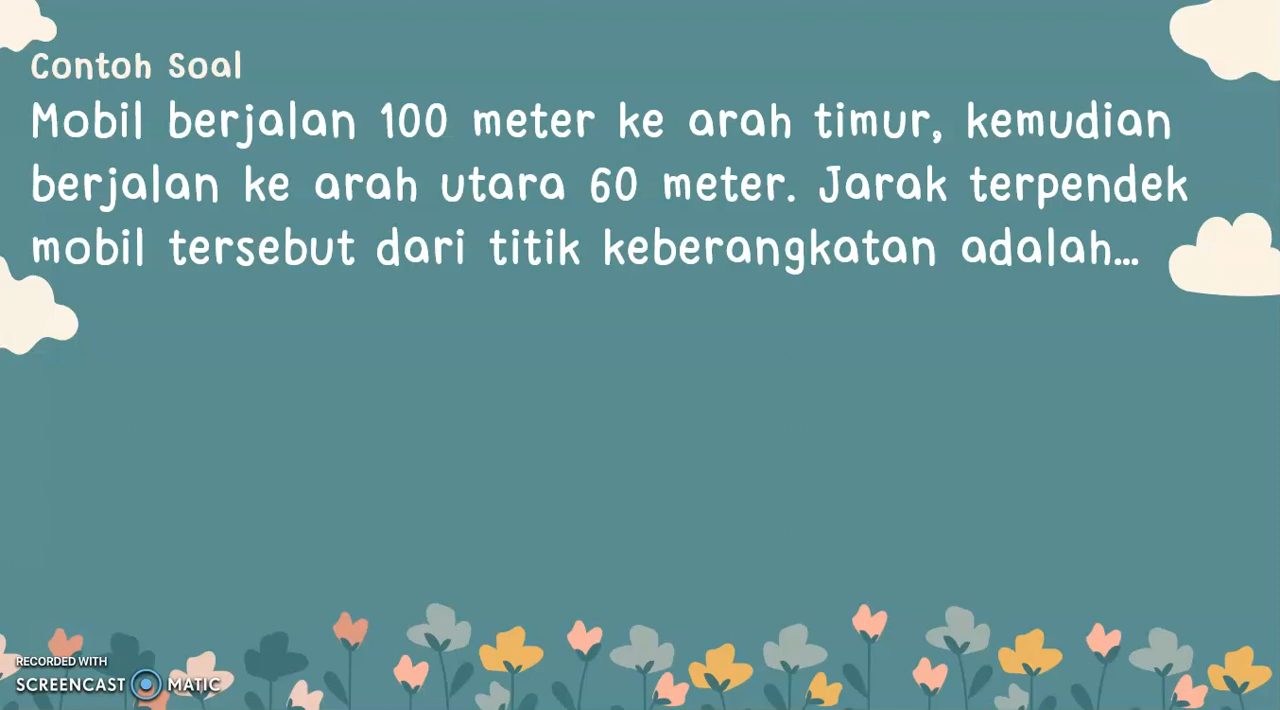 Contoh Soal
Mobil berjalan 100 meter ke arah timur, kemudian
berjalan ke arah utara 60 meter. Jarak terpendek
mobil tersebut dari titik keberangkatan adalah...
RECORDED WITH
SCREENCAST MATIC